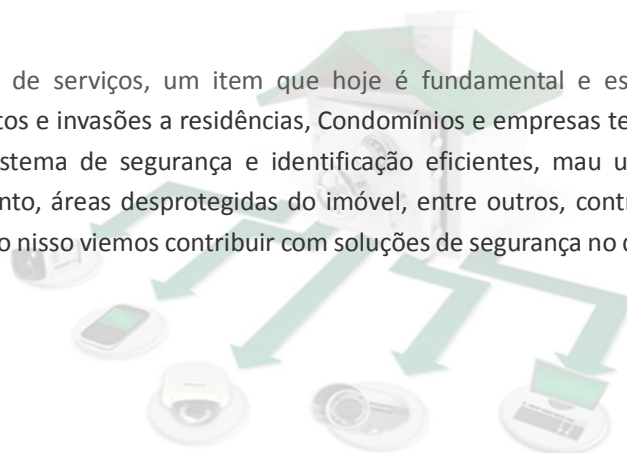 de serviços, um item que hoje é fundamental e es
tos e invasões a residências, Condomínios e empresas te
stema de segurança e identificação eficientes, mau u
nto, áreas desprotegidas do imóvel, entre outros, contr
o nisso viemos contribuir com soluções de segurança no c